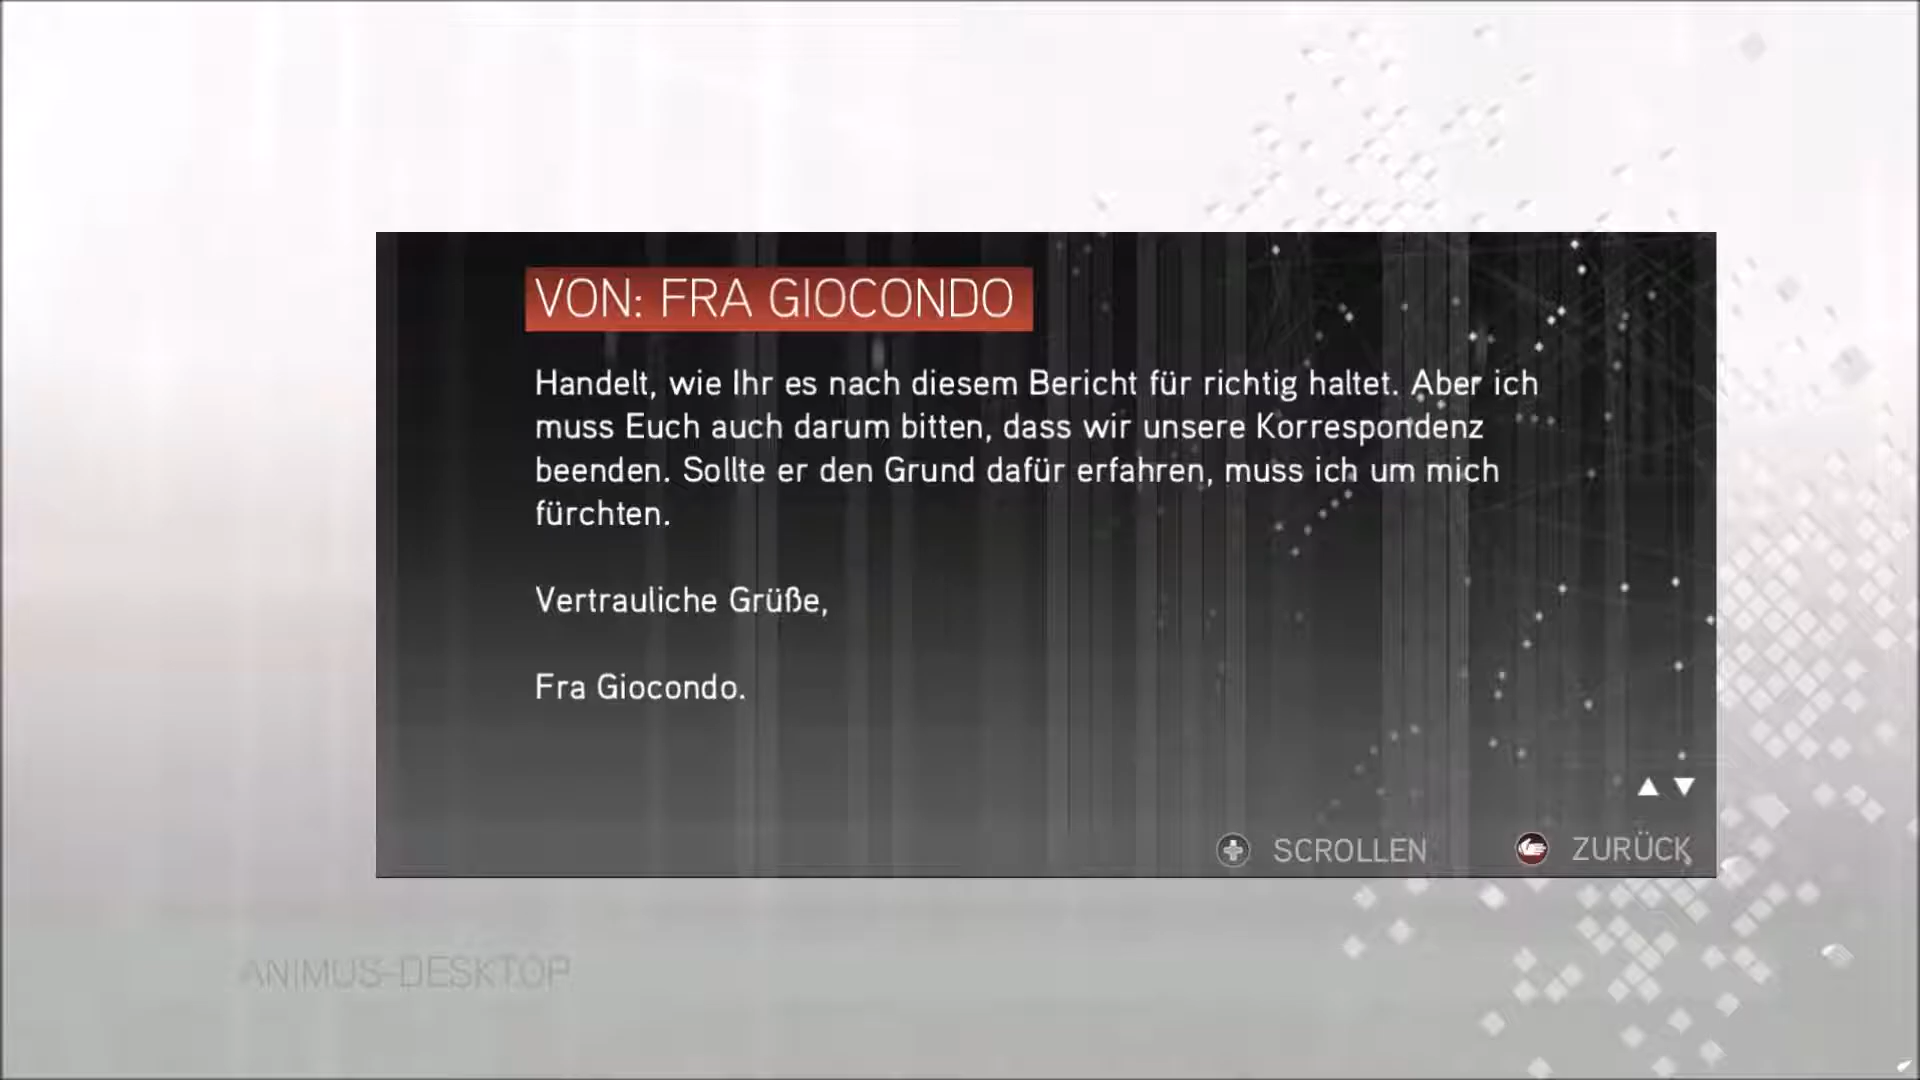 VON: FRA GIOCONDO
Handelt, wie Ihr es nach diesem Bericht für richtig haltet. Aber ich
muss Euch auch darum bitten, dass wir unsere Korrespondenz
beenden. Sollte er den Grund dafür erfahren, muss ich um mich
fürchten.
Vertrauliche Grüße,
Fra Giocondo.
SCROLLEN ZURÜCK
ANIMUS-DESKTOP